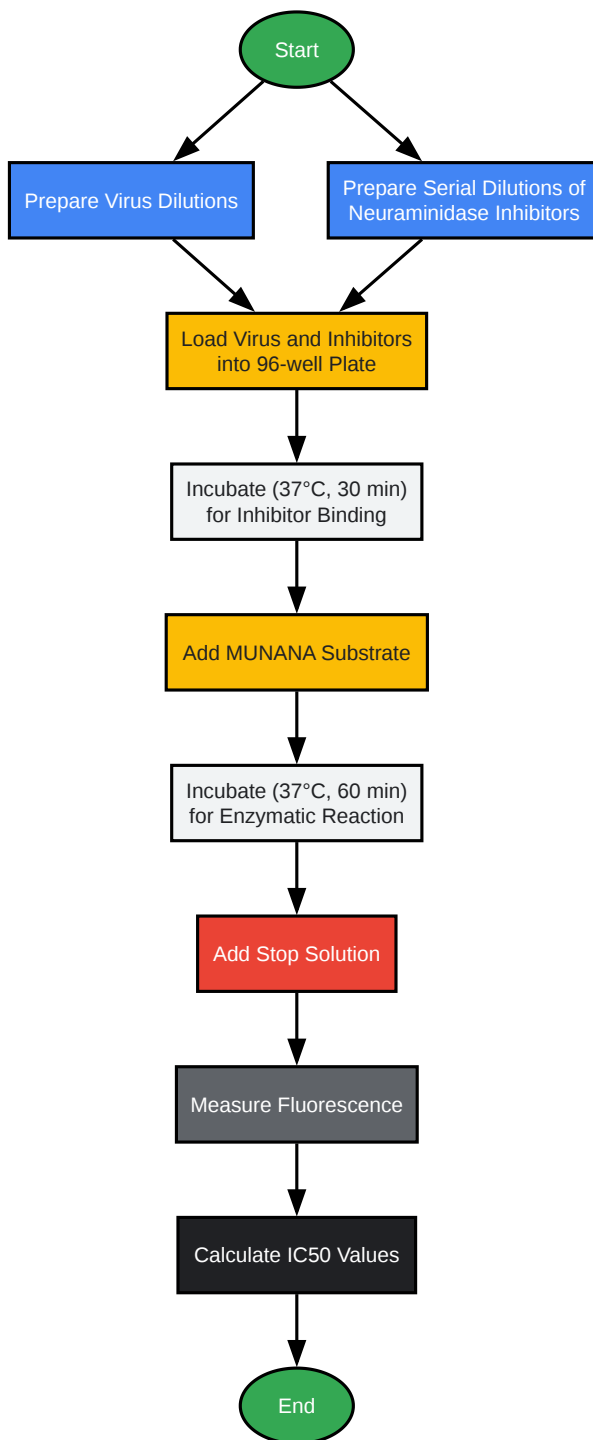 Start
Prepare Virus Dilutions
Prepare Serial Dilutions of
Neuraminidase Inhibitors
Load Virus and Inhibitors
into 96-well Plate
Incubate (37°C, 30 min)
for Inhibitor Binding
Add MUNANA Substrate
Incubate (37°C, 60 min)
for Enzymatic Reaction
Add Stop Solution
Measure Fluorescence
Calculate IC50 Values
End